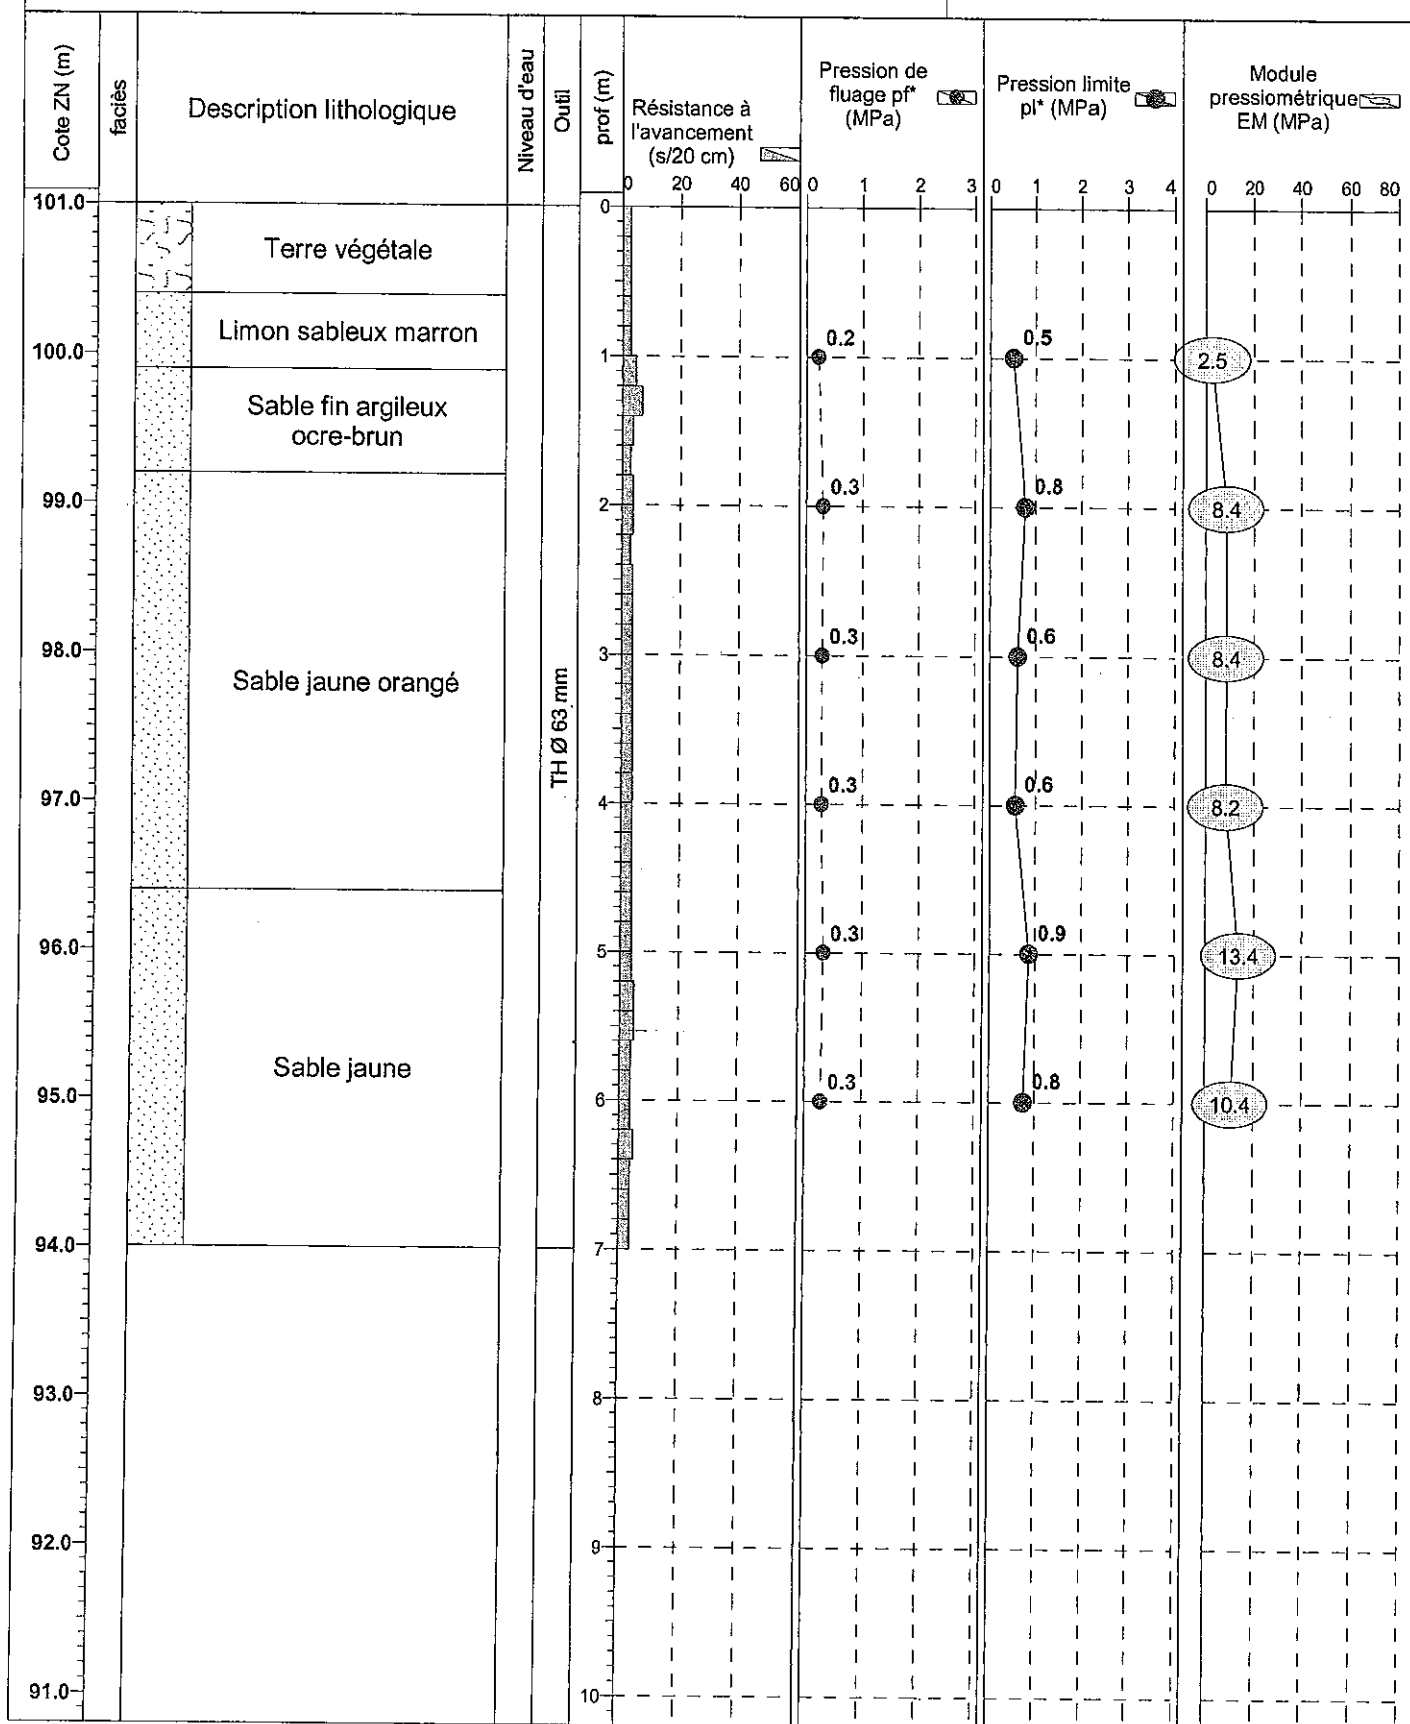 Cote ZN (m)
faciès
Description lithologique
Niveau d'eau
Outil
prof (m)
Résistance à
l'avancement
(s/20 cm)
0 20 40 60
Pression de
fluage pf*
(MPa)
0 1 2 3
Pression limite
pl* (MPa)
0 1 2 3 4
Module
pressiométrique
EM (MPa)
0 20 40 60 80
101.0
0
Terre végétale
Limon sableux marron
100.0
1
0.2
0.5
2.5
Sable fin argileux
ocre-brun
99.0
2
0.3
0.8
8.4
98.0
3
0.3
0.6
8.4
Sable jaune orangé
TH Ø 63 mm
97.0
4
0.3
0.6
8.2
96.0
5
0.3
0.9
13.4
Sable jaune
95.0
6
0.3
0.8
10.4
94.0
7
93.0
8
92.0
9
91.0
10